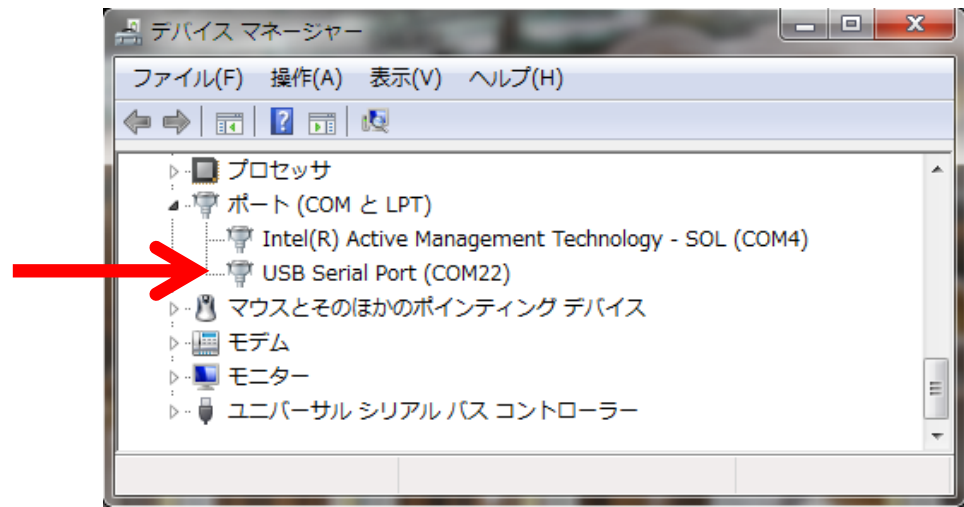 デバイス マネージャー
ファイル(F) 操作(A) 表示(V) ヘルプ(H)
プロセッサ
ポート (COM と LPT)
Intel(R) Active Management Technology - SOL (COM4)
USB Serial Port (COM22)
マウスとそのほかのポインティング デバイス
モデム
モニター
ユニバーサル シリアル バス コントローラー